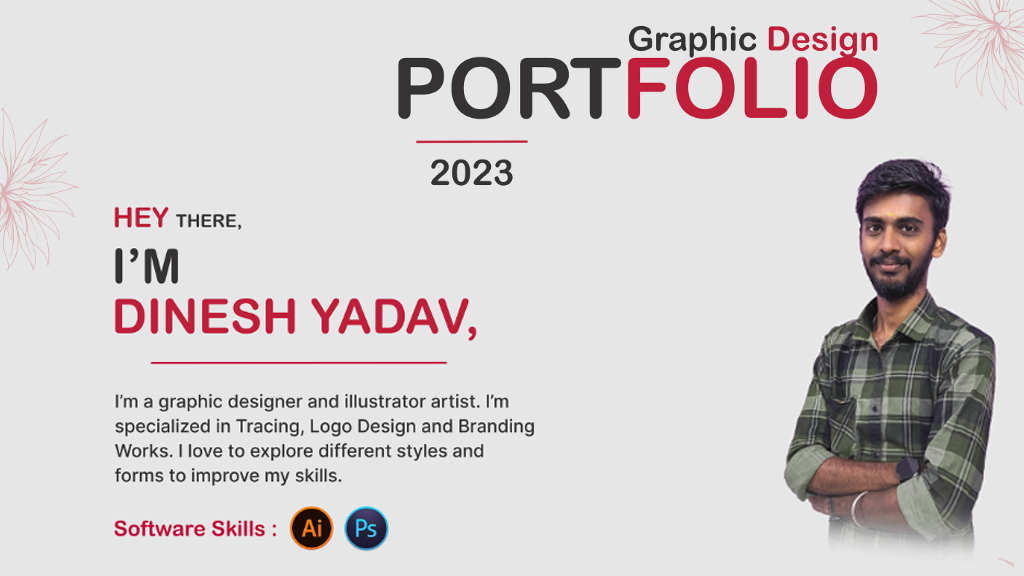 Graphic Design
PORTFOLIO
2023
HEY THERE,
I’M
DINESH YADAV,
I’m a graphic designer and illustrator artist. I’m
specialized in Tracing, Logo Design and Branding
Works. I love to explore different styles and
forms to improve my skills.
Software Skills : Ai Ps